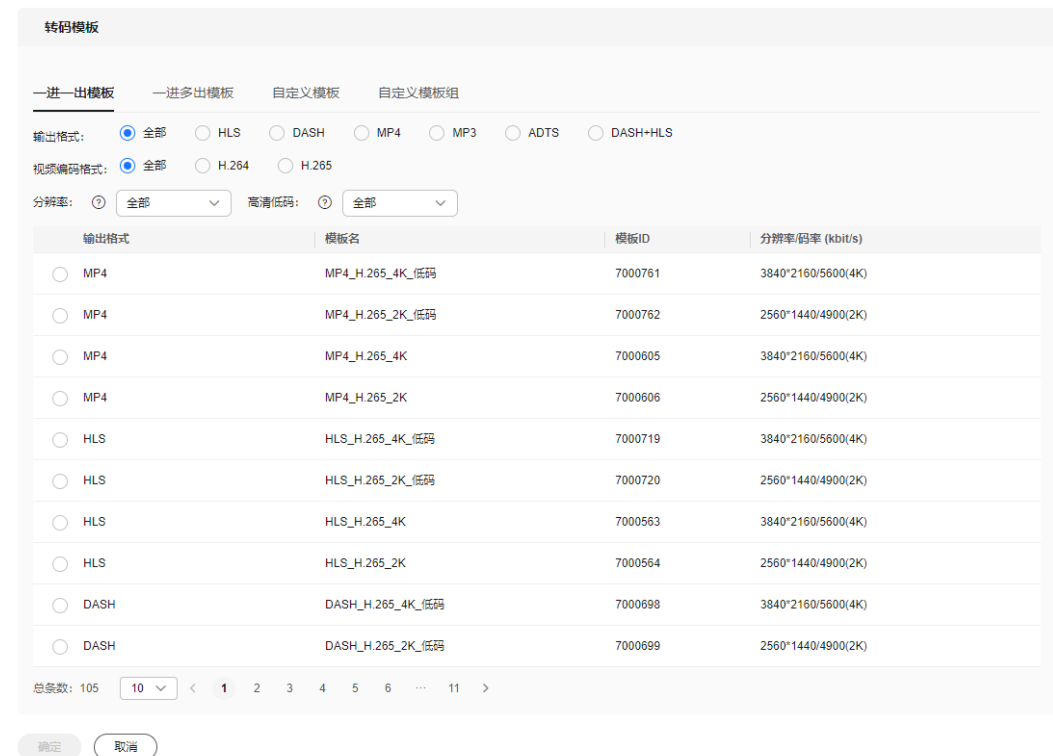 转码模板
一进一出模板 一进多出模板 自定义模板 自定义模板组
输出格式: 全部 HLS DASH MP4 MP3 ADTS DASH+HLS
视频编码格式: 全部 H.264 H.265
分辨率: ? 全部 高清低码: ? 全部
输出格式 模板名 模板ID 分辨率/码率 (kbit/s)
MP4 MP4_H.265_4K_低码 7000761 3840*2160/5600(4K)
MP4 MP4_H.265_2K_低码 7000762 2560*1440/4900(2K)
MP4 MP4_H.265_4K 7000605 3840*2160/5600(4K)
MP4 MP4_H.265_2K 7000606 2560*1440/4900(2K)
HLS HLS_H.265_4K_低码 7000719 3840*2160/5600(4K)
HLS HLS_H.265_2K_低码 7000720 2560*1440/4900(2K)
HLS HLS_H.265_4K 7000563 3840*2160/5600(4K)
HLS HLS_H.265_2K 7000564 2560*1440/4900(2K)
DASH DASH_H.265_4K_低码 7000698 3840*2160/5600(4K)
DASH DASH_H.265_2K_低码 7000699 2560*1440/4900(2K)
总条数: 105 10 < 1 2 3 4 5 6 ... 11 >
确定 取消